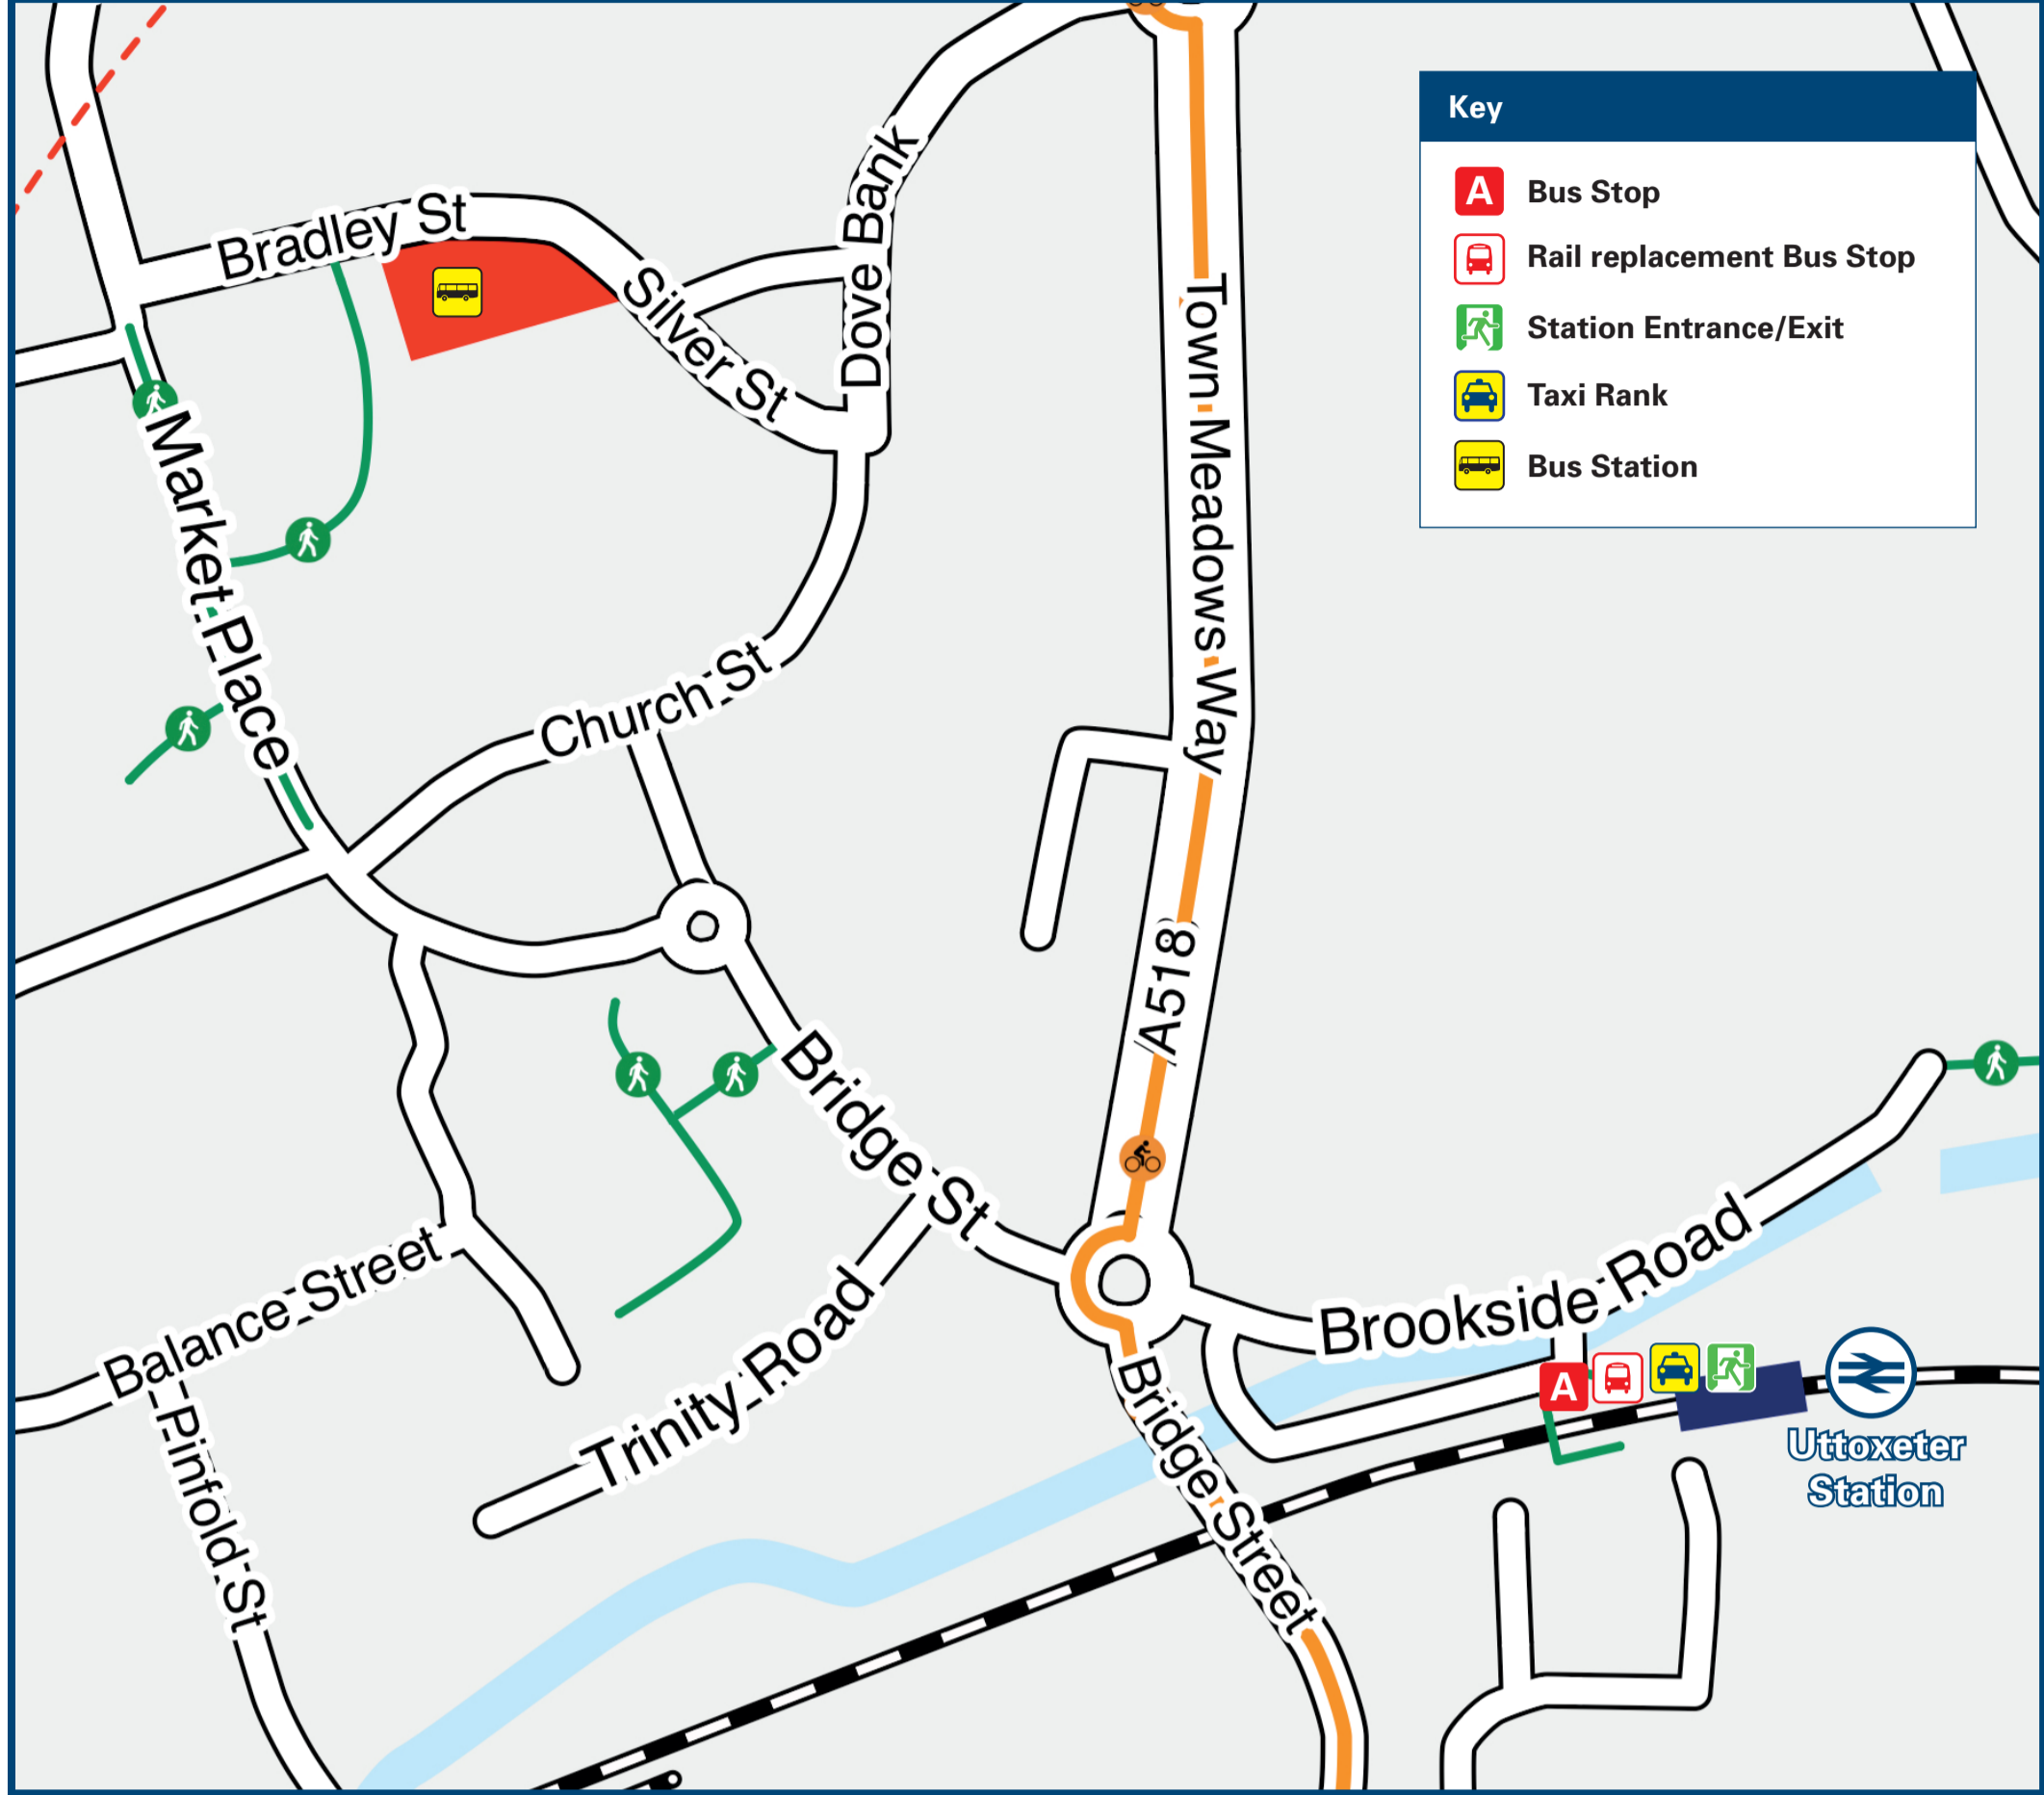 Key
A Bus Stop
Rail replacement Bus Stop
Station Entrance/Exit
Taxi Rank
Bus Station
Bradley St
Silver St
Dove Bank
Town Meadows Way
Market Place
Church St
(A518)
Bridge St
Brookside Road
Balance Street
Trinity Road
Pinfold St
Bridge Street
A
Uttoxeter
Station